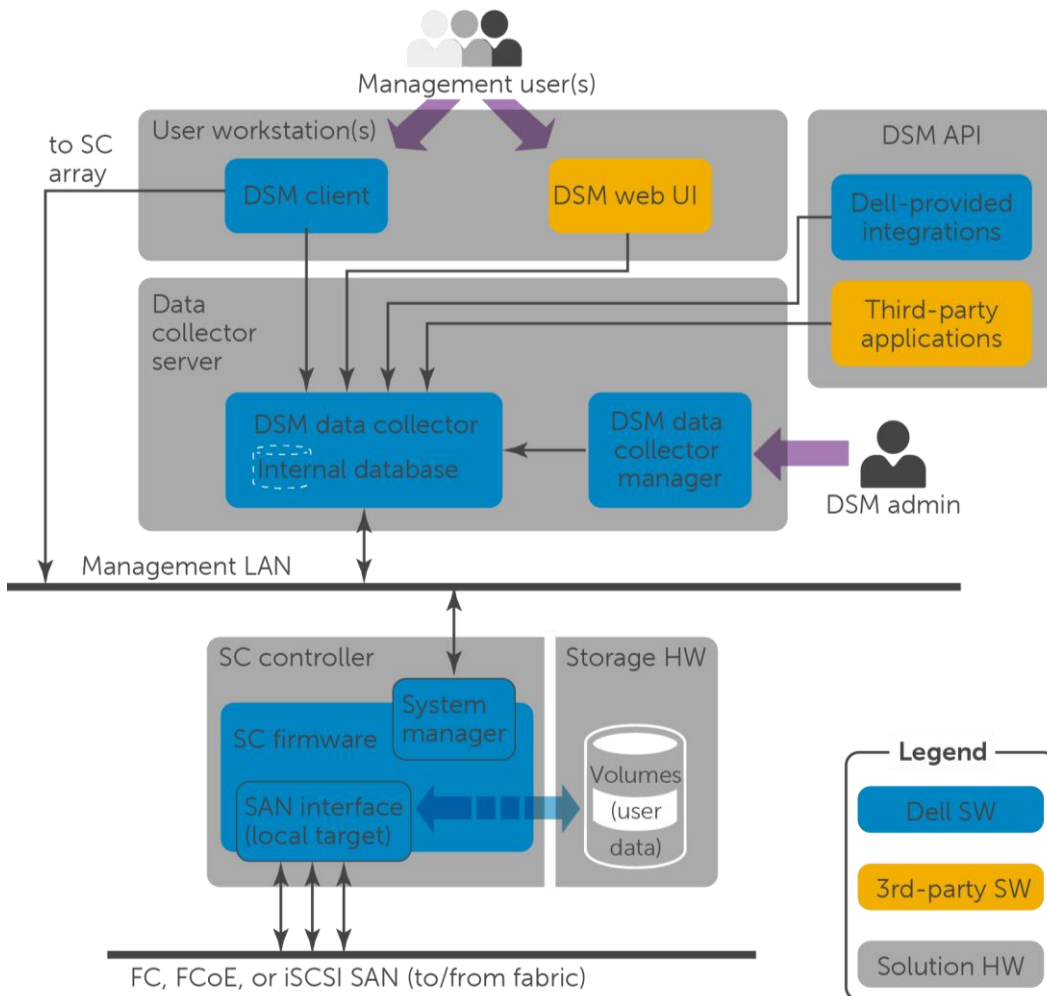 Management user(s)
User workstation(s)
to SC
array
DSM client
DSM web UI
DSM API
Dell-provided
integrations
Third-party
applications
Data
collector
server
DSM data collector
Internal database
DSM data
collector
manager
DSM admin
Management LAN
SC controller
Storage HW
System
manager
SC firmware
SAN interface
(local target)
Volumes
(user
data)
FC, FCoE, or iSCSI SAN (to/from fabric)
Legend
Dell SW
3rd-party SW
Solution HW